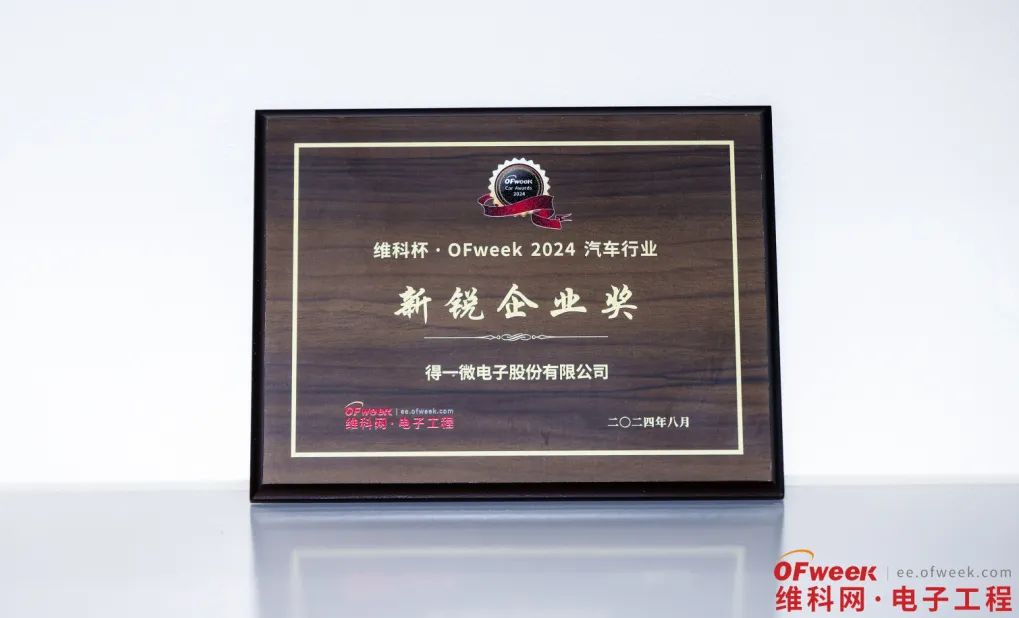 OFweek
Car Awards
2024
维科杯·OFweek 2024 汽车行业
新锐企业奖
得一微电子股份有限公司
OFweek | ee.ofweek.com
维科网·电子工程
二〇二四年八月
OFweek | ee.ofweek.com
维科网·电子工程